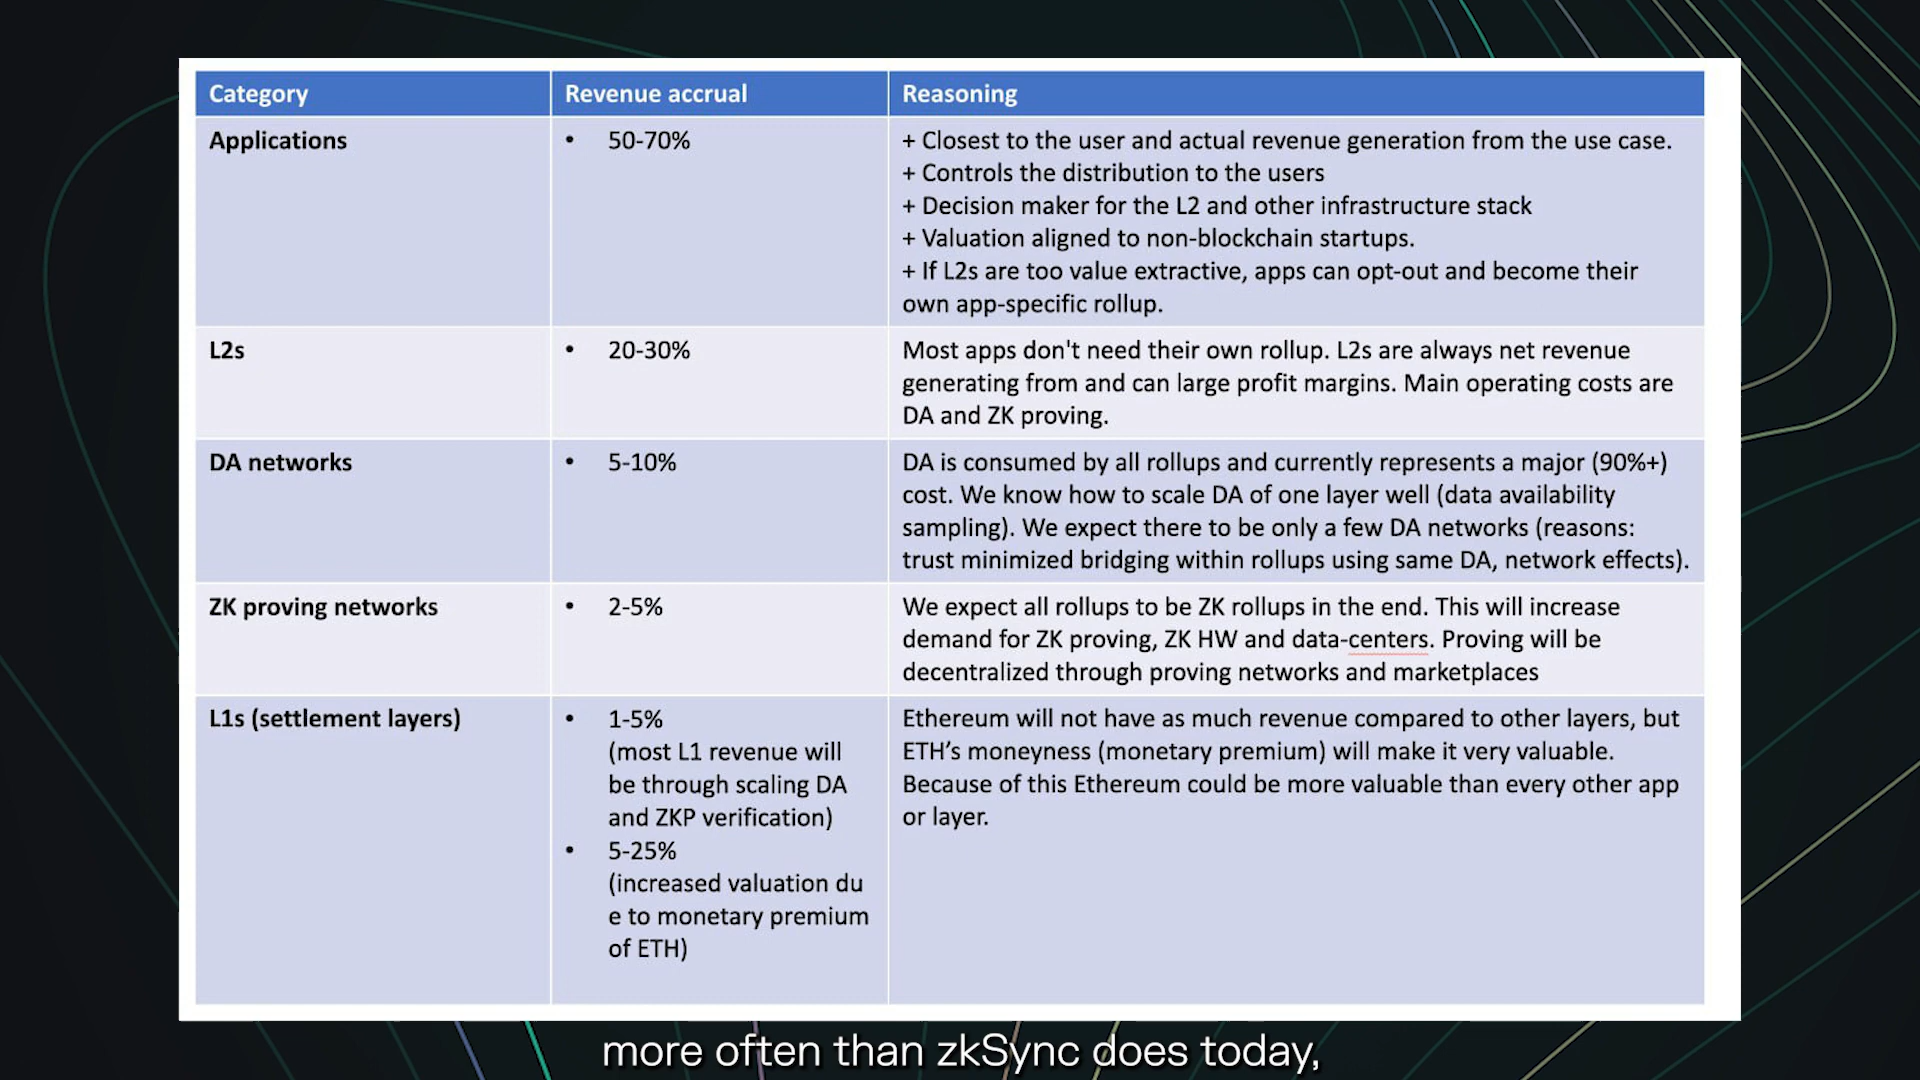 Category
Revenue accrual
Reasoning
Applications
• 50-70%
+ Closest to the user and actual revenue generation from the use case.
+ Controls the distribution to the users
+ Decision maker for the L2 and other infrastructure stack
+ Valuation aligned to non-blockchain startups.
+ If L2s are too value extractive, apps can opt-out and become their
own app-specific rollup.
L2s
• 20-30%
Most apps don't need their own rollup. L2s are always net revenue
generating from and can large profit margins. Main operating costs are
DA and ZK proving.
DA networks
• 5-10%
DA is consumed by all rollups and currently represents a major (90%+)
cost. We know how to scale DA of one layer well (data availability
sampling). We expect there to be only a few DA networks (reasons:
trust minimized bridging within rollups using same DA, network effects).
ZK proving networks
• 2-5%
We expect all rollups to be ZK rollups in the end. This will increase
demand for ZK proving, ZK HW and data-centers. Proving will be
decentralized through proving networks and marketplaces
L1s (settlement layers)
• 1-5%
(most L1 revenue will
be through scaling DA
and ZKP verification)
• 5-25%
(increased valuation du
e to monetary premium
of ETH)
Ethereum will not have as much revenue compared to other layers, but
ETH’s moneyness (monetary premium) will make it very valuable.
Because of this Ethereum could be more valuable than every other app
or layer.
more often than zkSync does today,